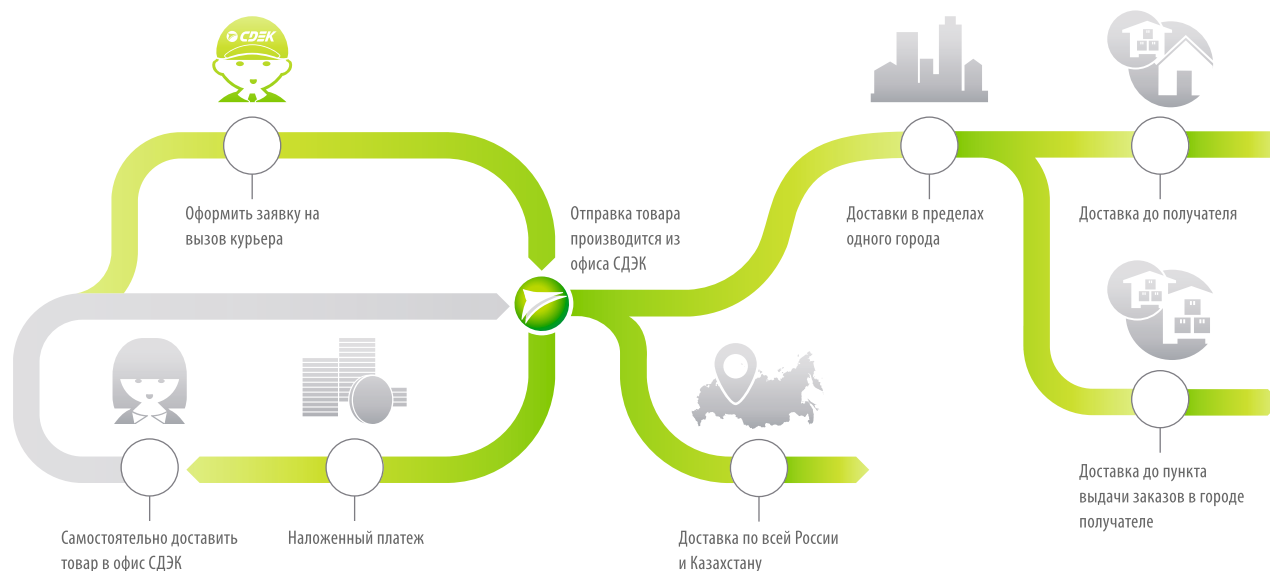 СДЭК
Оформить заявку на
вызов курьера
Отправка товара
производится из
офиса СДЭК
Доставки в пределах
одного города
Доставка до получателя
Самостоятельно доставить
товар в офис СДЭК
Наложенный платеж
Доставка по всей России
и Казахстану
Доставка до пункта
выдачи заказов в городе
получателе